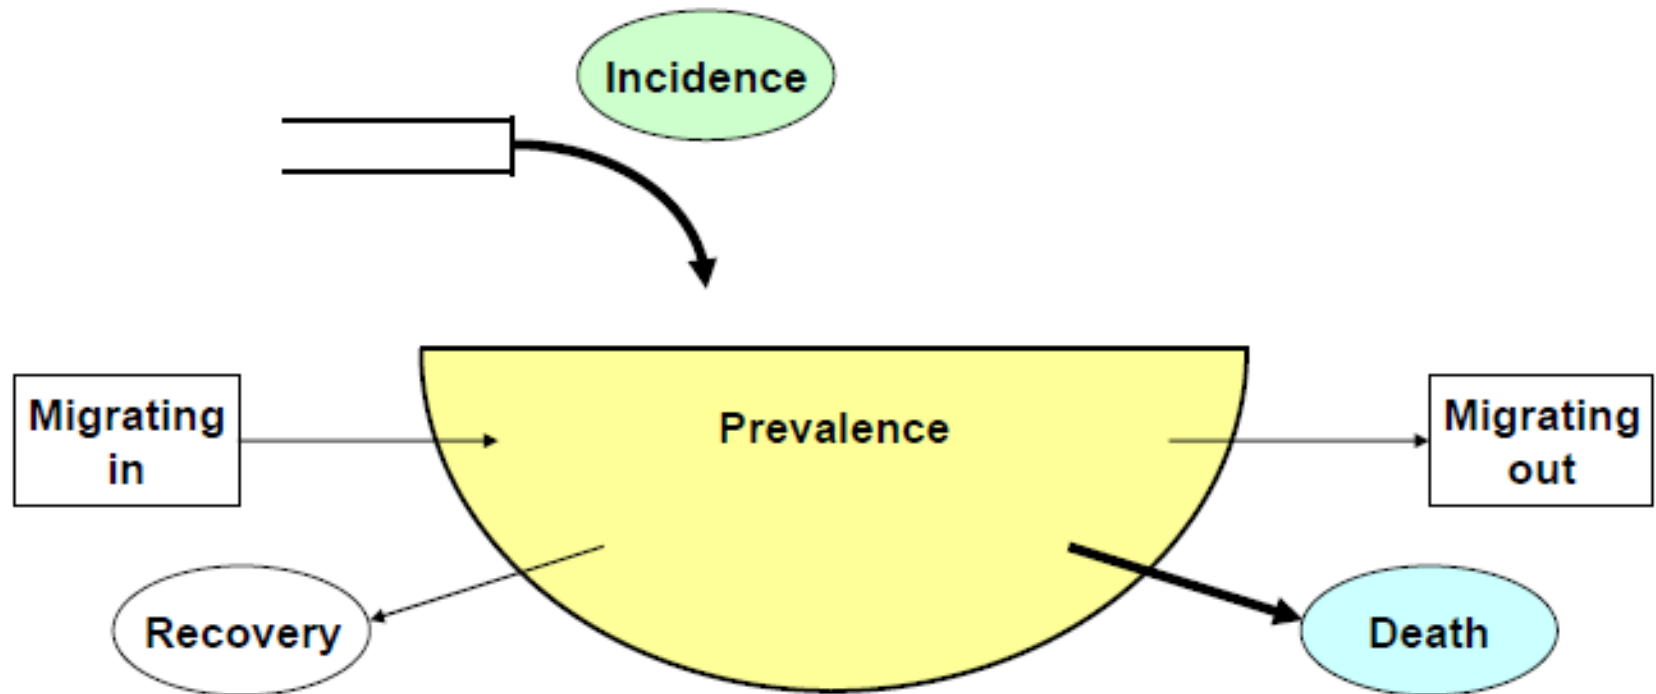 Incidence
Migrating
in
Prevalence
Migrating
out
Recovery
Death